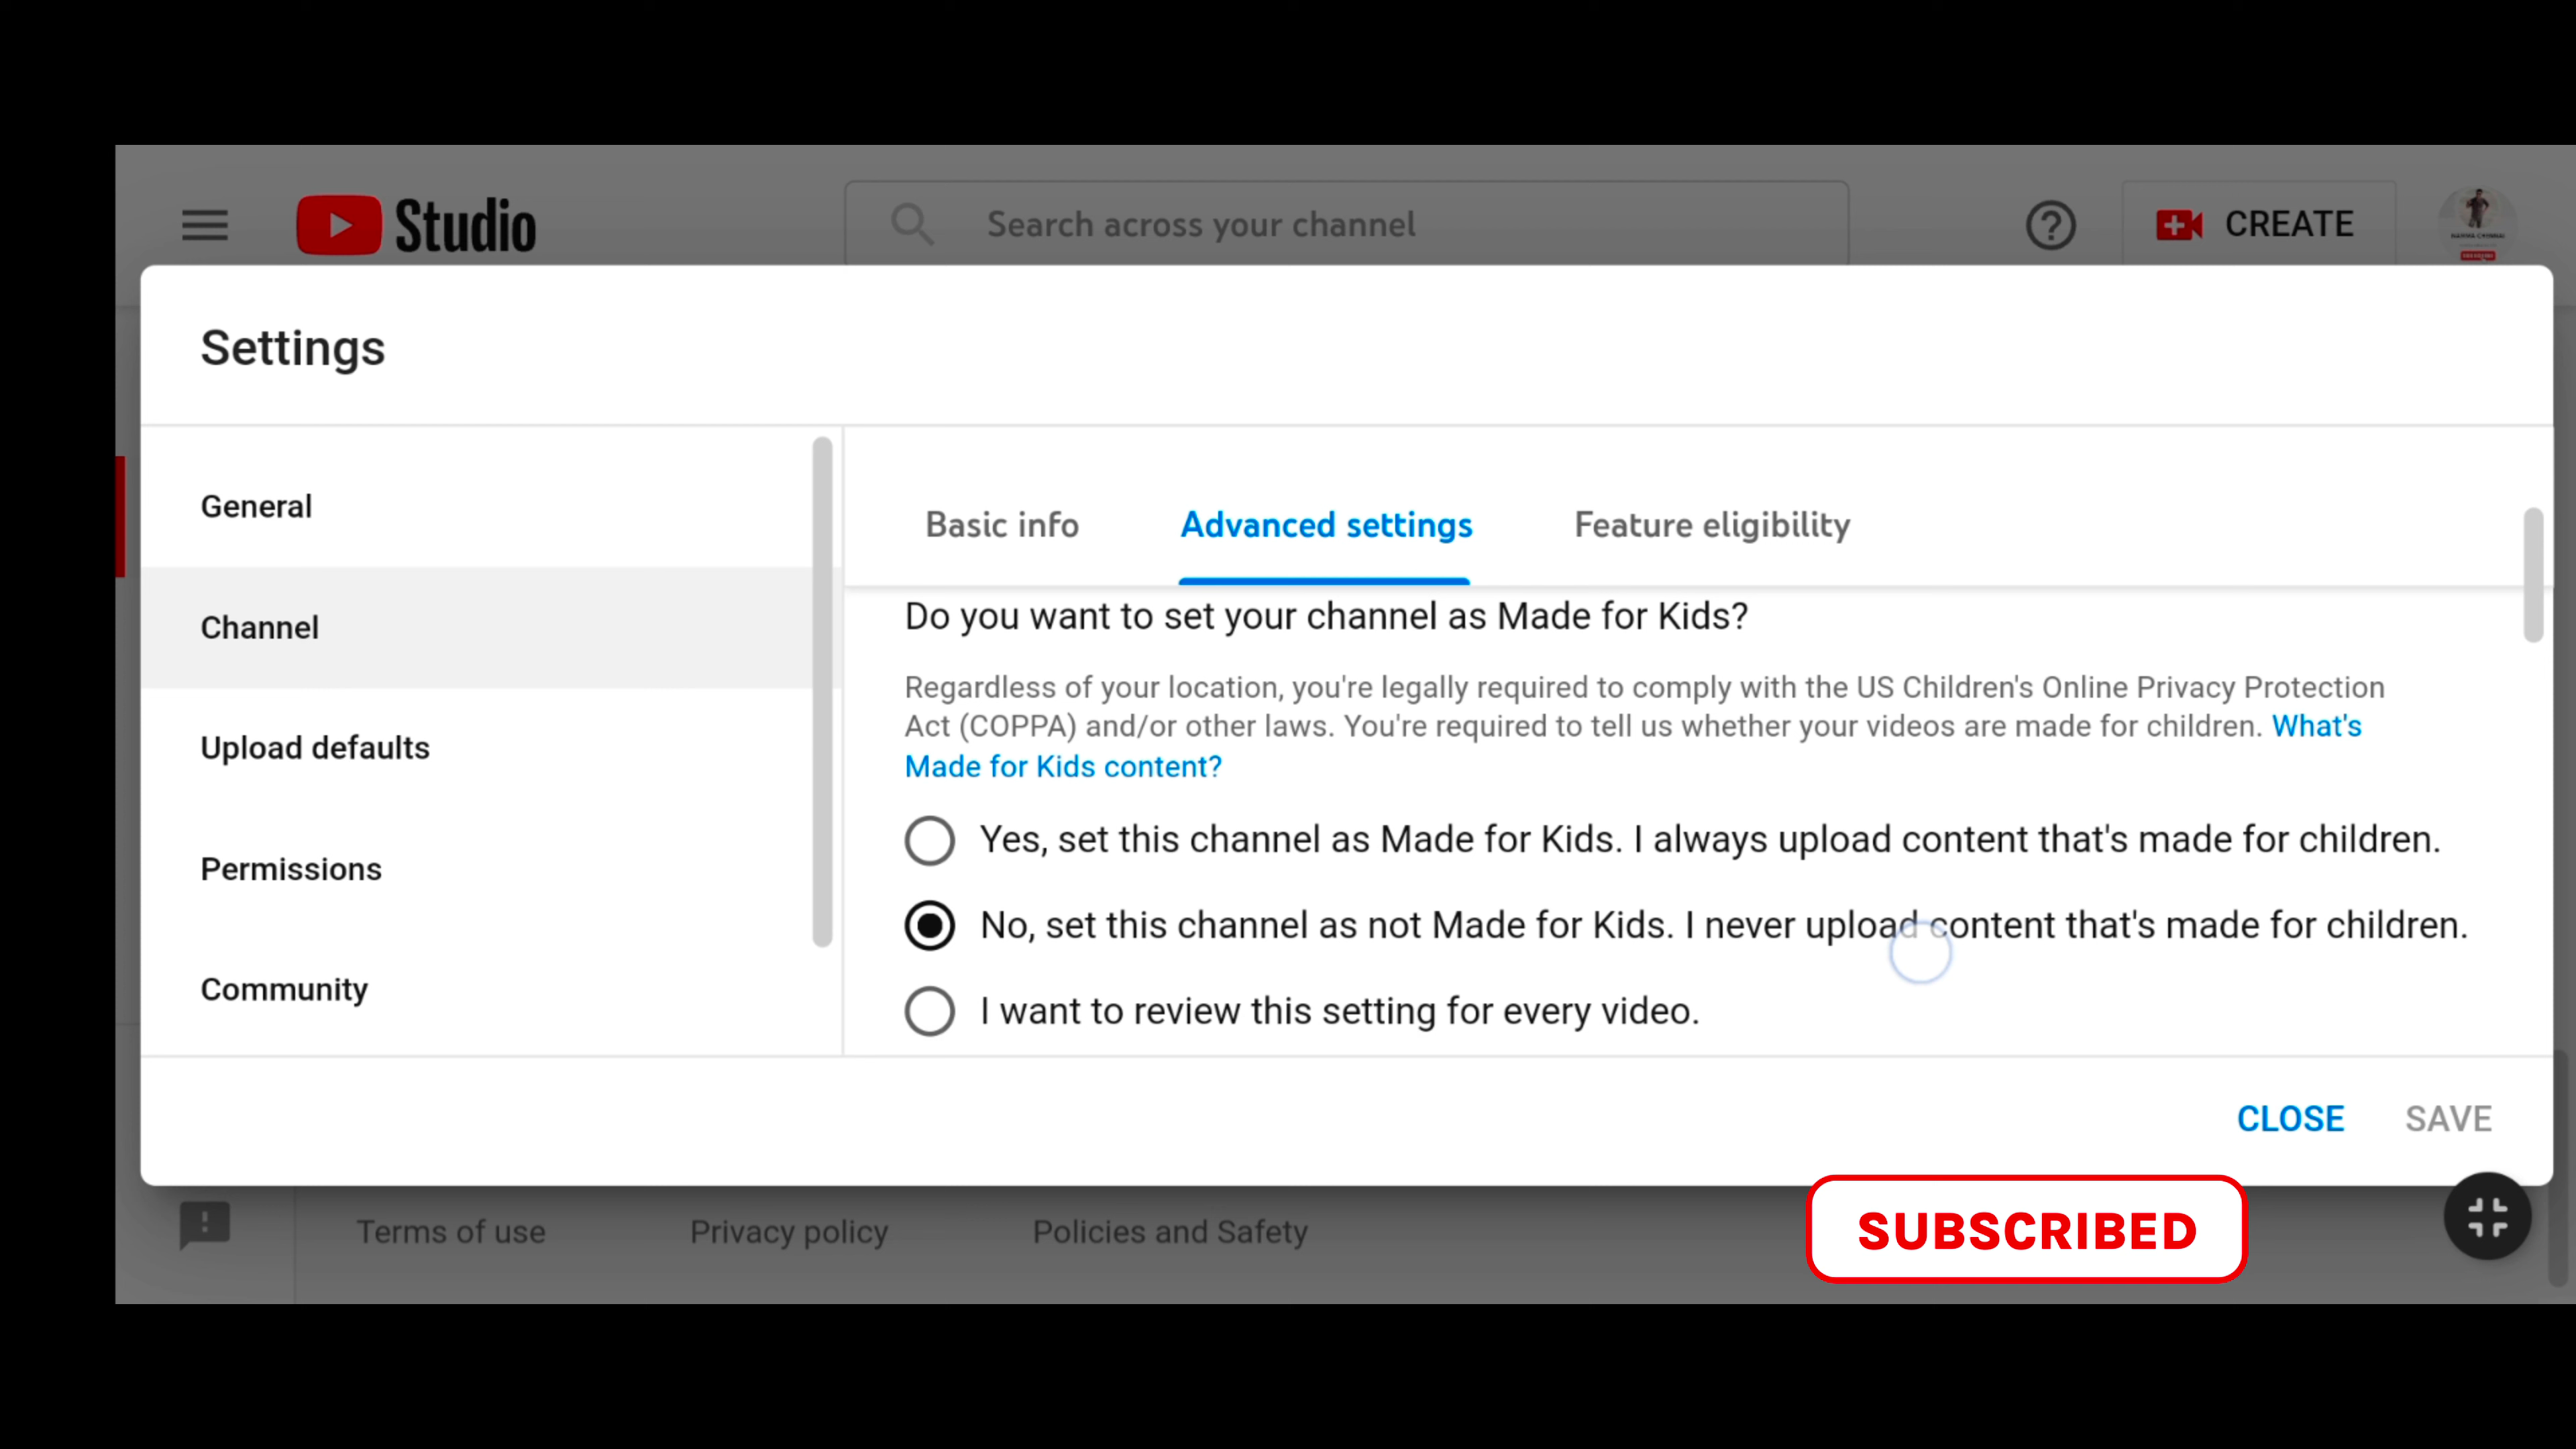 Studio
Search across your channel
CREATE
Settings
General
Channel
Upload defaults
Permissions
Community
Basic info
Advanced settings
Feature eligibility
Do you want to set your channel as Made for Kids?
Regardless of your location, you're legally required to comply with the US Children's Online Privacy Protection
Act (COPPA) and/or other laws. You're required to tell us whether your videos are made for children. What's
Made for Kids content?
Yes, set this channel as Made for Kids. I always upload content that's made for children.
No, set this channel as not Made for Kids. I never upload content that's made for children.
I want to review this setting for every video.
CLOSE
SAVE
Terms of use
Privacy policy
Policies and Safety
SUBSCRIBED